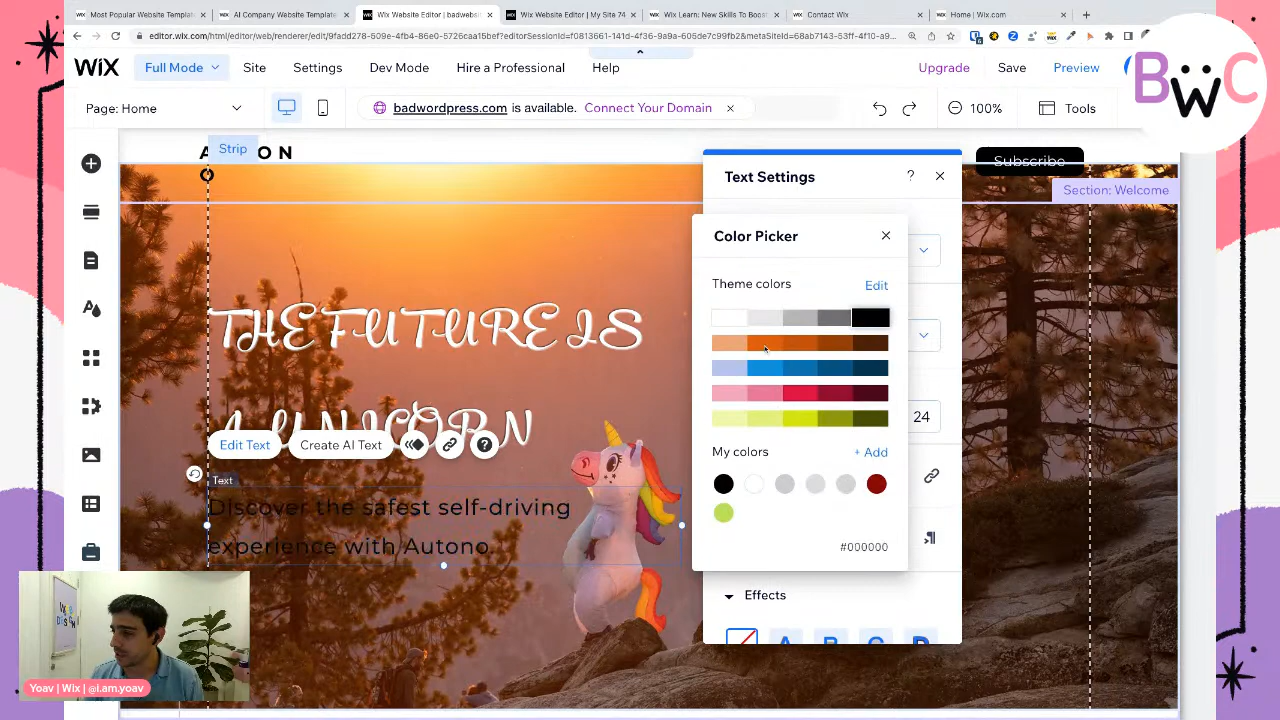 Most Popular Website Templat
AI Company Website Template
Wix Website Editor | badwebsit
Wix Website Editor | My Site 74
Wix Learn: New Skills To Boost
Contact Wix
Home | Wix.com
WiX
Full Mode
Site
Settings
Dev Mode
Hire a Professional
Help
Upgrade
Save
Preview
BWC
Page: Home
badwordpress.com is available.
Connect Your Domain
100%
Tools
Strip
Subscribe
Section: Welcome
Text Settings
?
Color Picker
Theme colors
Edit
THE FUTURE IS
A UNICORN
Edit Text
Create AI Text
24
My colors
+ Add
Text
Discover the safest self-driving
experience with Autono.
#000000
Effects
Yoav | Wix | @i.am.yoav